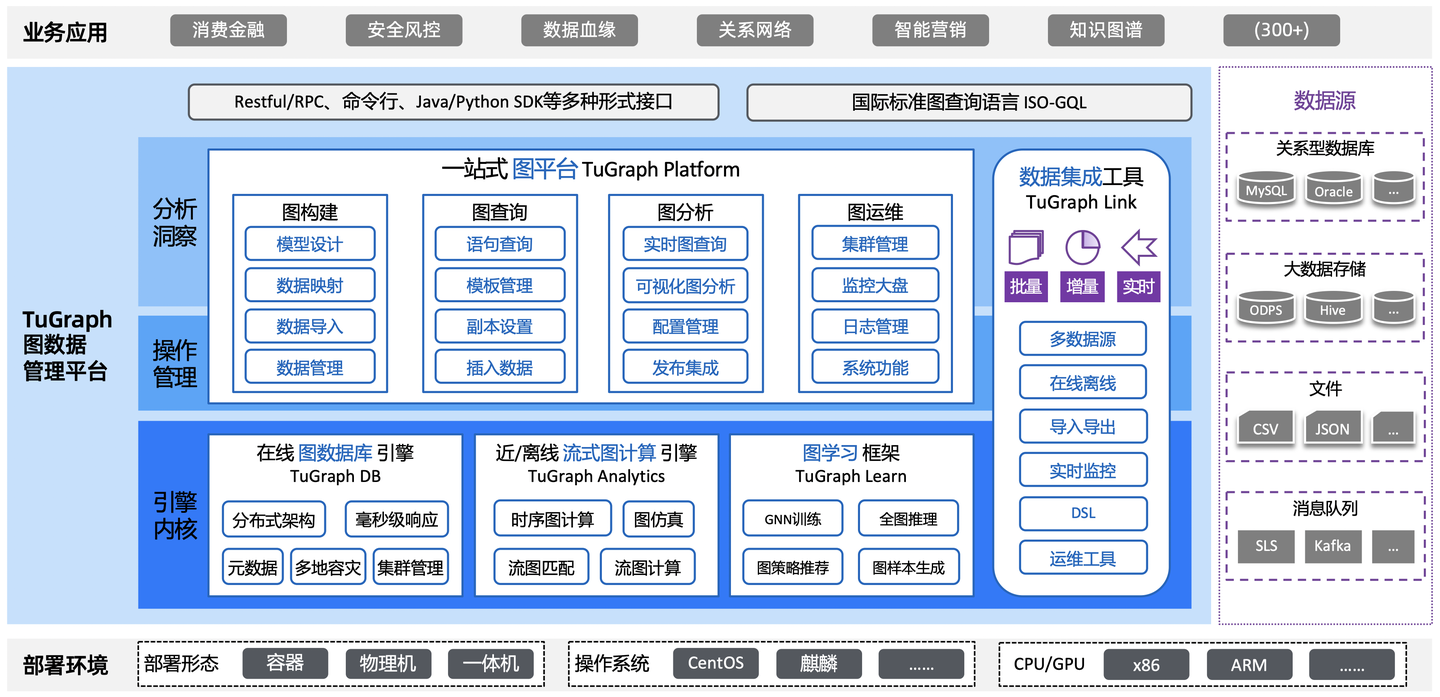 业务应用
消费金融
安全风控
数据血缘
关系网络
智能营销
知识图谱
(300+)
TuGraph
图数据
管理平台
Restful/RPC、命令行、Java/Python SDK等多种形式接口
国际标准图查询语言 ISO-GQL
分析
洞察
操作
管理
一站式 图平台 TuGraph Platform
图构建
模型设计
数据映射
数据导入
数据管理
图查询
语句查询
模板管理
副本设置
插入数据
图分析
实时图查询
可视化图分析
配置管理
发布集成
图运维
集群管理
监控大盘
日志管理
系统功能
引擎
内核
在线 图数据库 引擎
TuGraph DB
分布式架构
毫秒级响应
元数据
多地容灾
集群管理
近/离线 流式图计算 引擎
TuGraph Analytics
时序图计算
图仿真
流图匹配
流图计算
图学习 框架
TuGraph Learn
GNN训练
全图推理
图策略推荐
图样本生成
数据集成工具
TuGraph Link
批量
增量
实时
多数据源
在线离线
导入导出
实时监控
DSL
运维工具
数据源
关系型数据库
MySQL
Oracle
...
大数据存储
ODPS
Hive
...
文件
CSV
JSON
...
消息队列
SLS
Kafka
...
部署环境
部署形态
容器
物理机
一体机
操作系统
CentOS
麒麟
......
CPU/GPU
x86
ARM
......